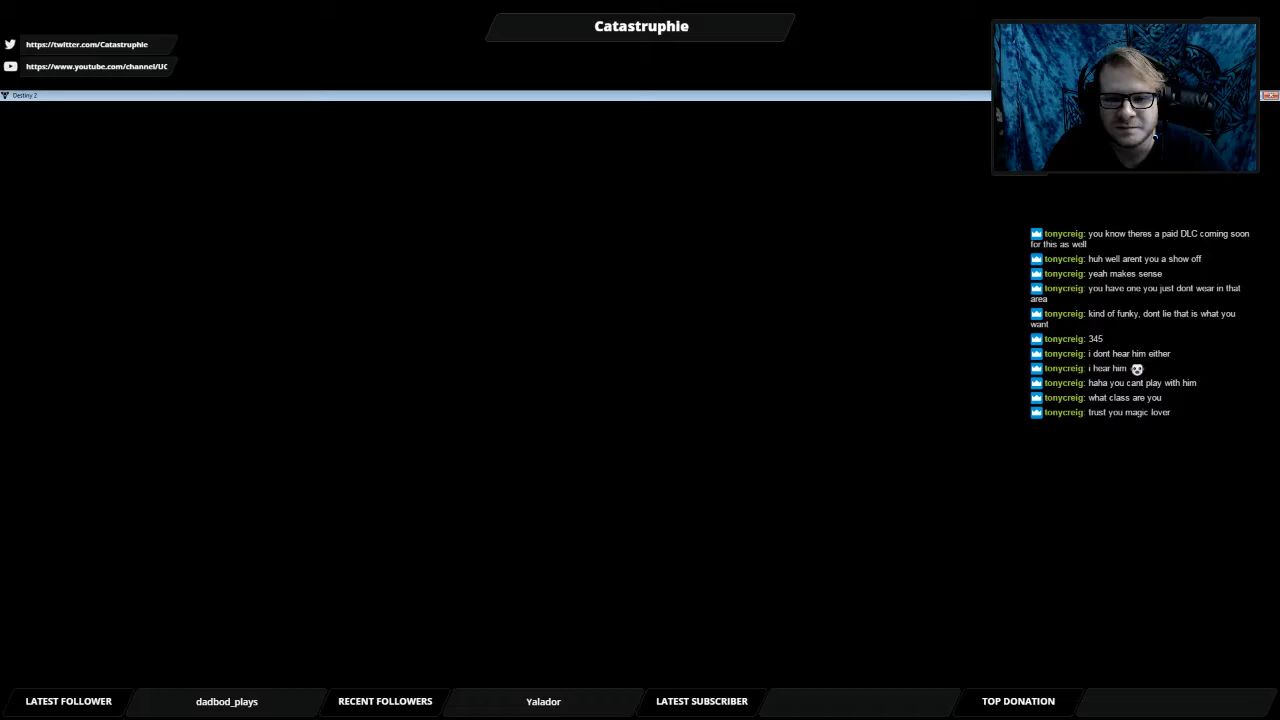 Catastruphie
https://twitter.com/Catastruphie
https://www.youtube.com/channel/UC
Destiny 2
tonycreig: you know theres a paid DLC coming soon
for this as well
tonycreig: huh well arent you a show off
tonycreig: yeah makes sense
tonycreig: you have one you just dont wear in that
area
tonycreig: kind of funky, dont lie that is what you
want
tonycreig: 345
tonycreig: i dont hear him either
tonycreig: i hear him
tonycreig: haha you cant play with him
tonycreig: what class are you
tonycreig: trust you magic lover
LATEST FOLLOWER
dadbod_plays
RECENT FOLLOWERS
Yalador
LATEST SUBSCRIBER
TOP DONATION